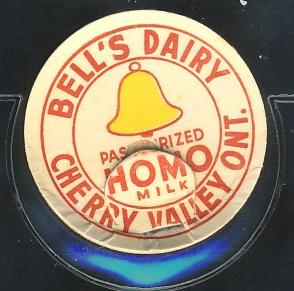 BELL'S DAIRY
PASTEURIZED
HOMO
MILK
CHERRY VALLEY ONT.